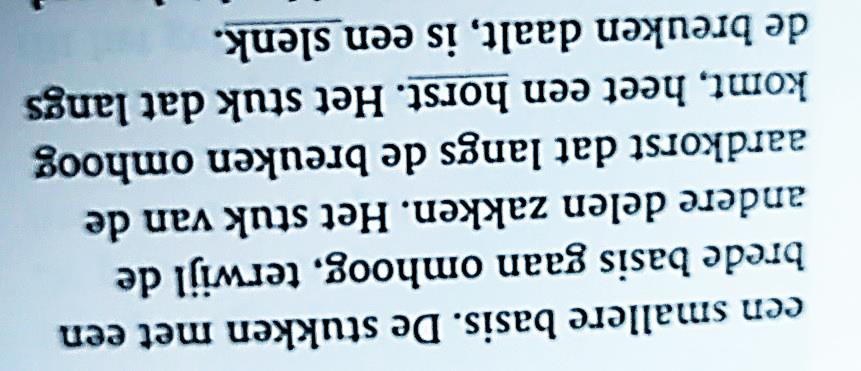 een smallere basis. De stukken met een
brede basis gaan omhoog, terwijl de
andere delen zakken. Het stuk van de
aardkorst dat langs de breuken omhoog
komt, heet een horst. Het stuk dat langs
de breuken daalt, is een slenk.